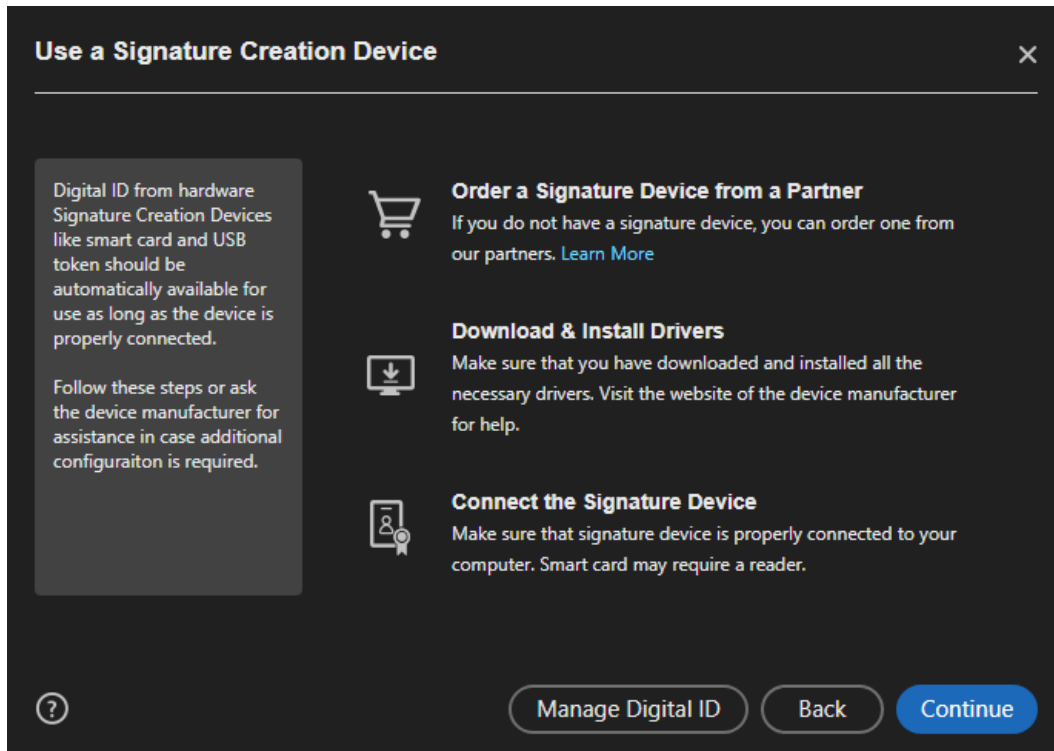 Use a Signature Creation Device
Digital ID from hardware
Signature Creation Devices
like smart card and USB
token should be
automatically available for
use as long as the device is
properly connected.
Follow these steps or ask
the device manufacturer for
assistance in case additional
configuraiton is required.
Order a Signature Device from a Partner
If you do not have a signature device, you can order one from
our partners. Learn More
Download & Install Drivers
Make sure that you have downloaded and installed all the
necessary drivers. Visit the website of the device manufacturer
for help.
Connect the Signature Device
Make sure that signature device is properly connected to your
computer. Smart card may require a reader.
?
Manage Digital ID
Back
Continue